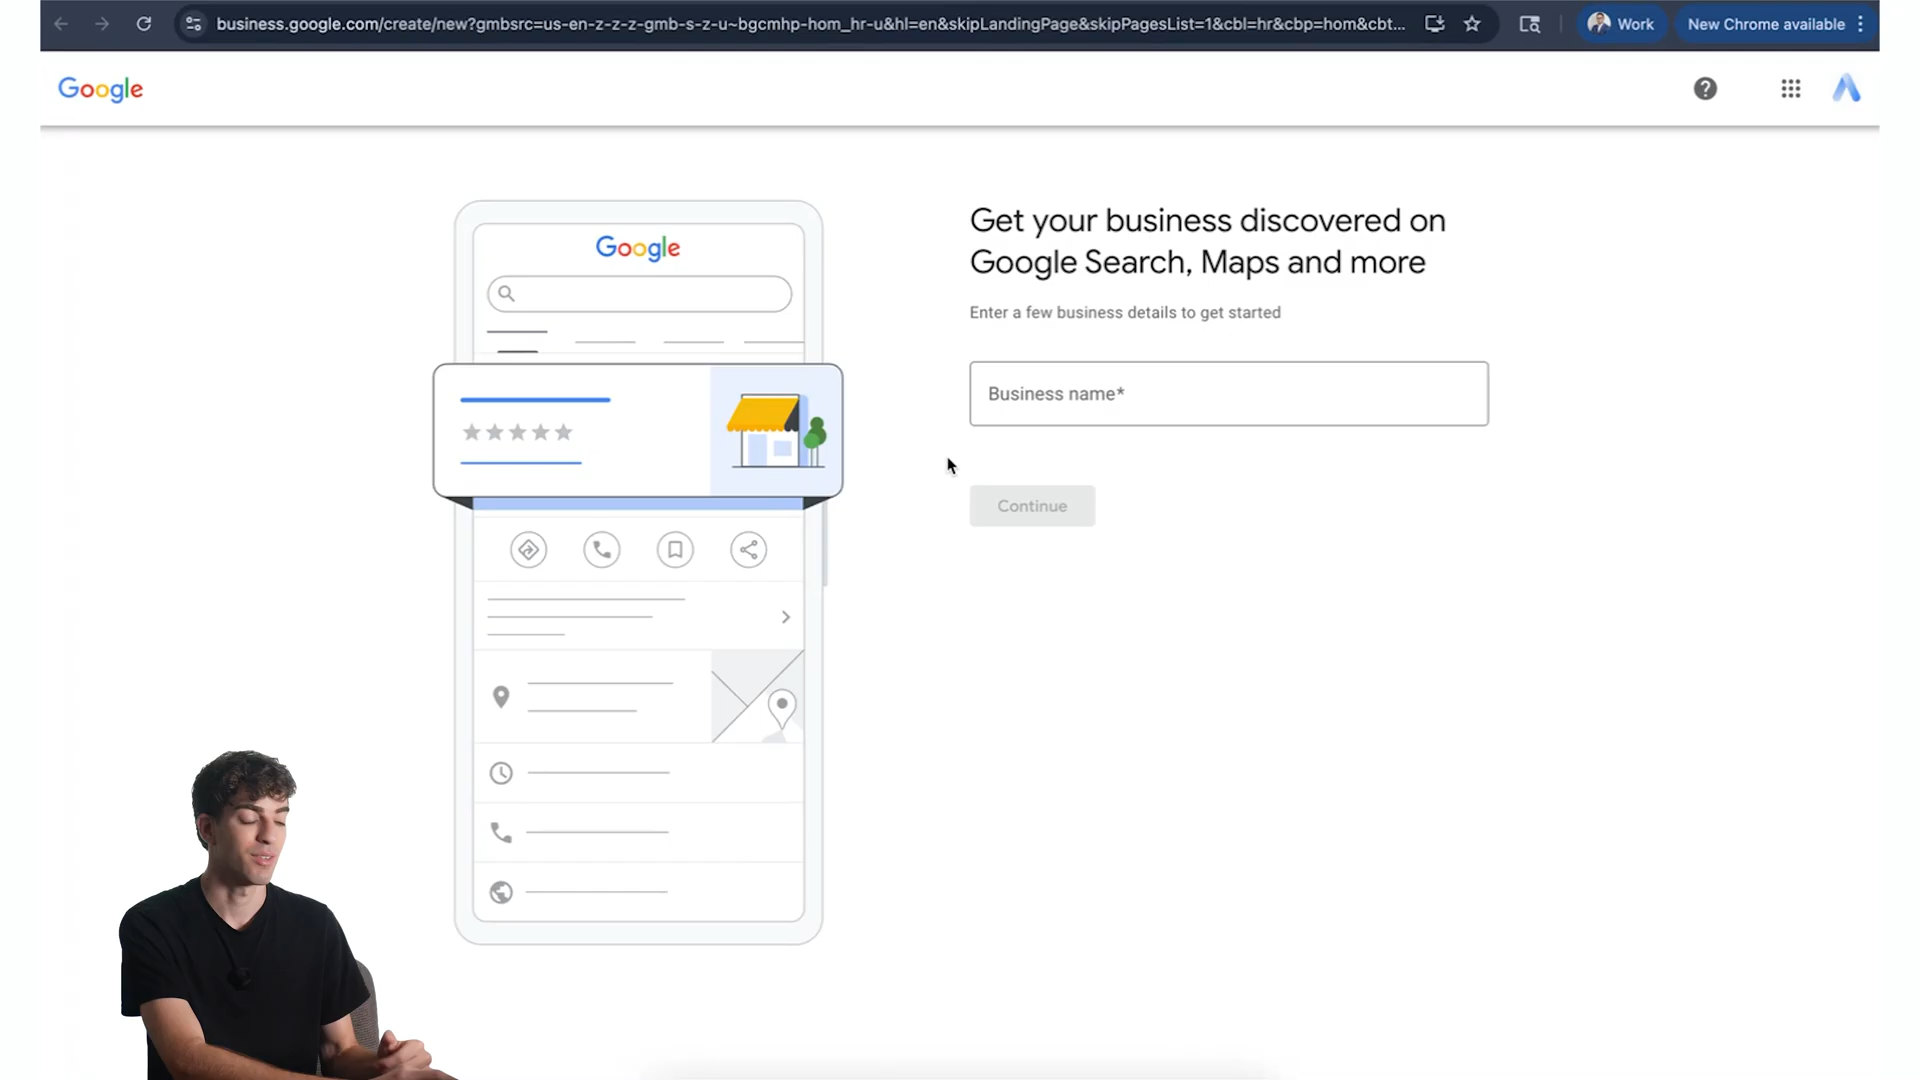 business.google.com/create/new?gmbsrc=us-en-z-z-z-gmb-s-z-u~bgcmhp-hom_hr-u&hl=en&skipLandingPage&skipPagesList=1&cbl=hr&cbp=hom&cbt...
Work
New Chrome available
Google
Google
Get your business discovered on
Google Search, Maps and more
Enter a few business details to get started
Business name*
Continue